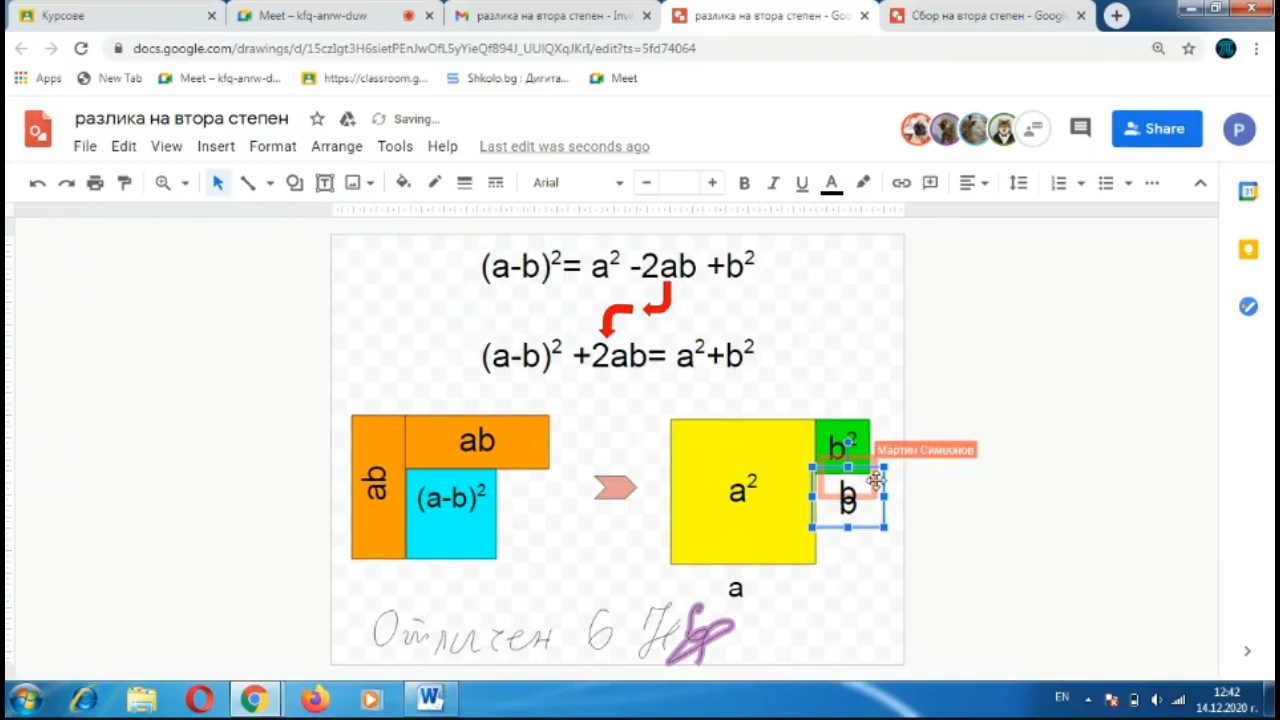 Курсове
Meet – kfq-anrw-duw
разлика на втора степен - Invi
разлика на втора степен - Goo
Сбор на втора степен - Google
docs.google.com/drawings/d/15czIgt3H6sietPEnJwOfL5yYieQf894J_UUIQXqJKrI/edit?ts=5fd74064
Apps New Tab Meet – kfq-anrw-d... https://classroom.g... Shkolo.bg : Дигита... Meet
разлика на втора степен Saving...
File Edit View Insert Format Arrange Tools Help Last edit was seconds ago
Share P
Arial B I U A
(a-b)²= a² -2ab +b²
(a-b)² +2ab= a²+b²
ab
ab
(a-b)²
a²
b²
Мартин Симеонов
b
b
a
Отличен 6
EN
12:42
14.12.2020 г.